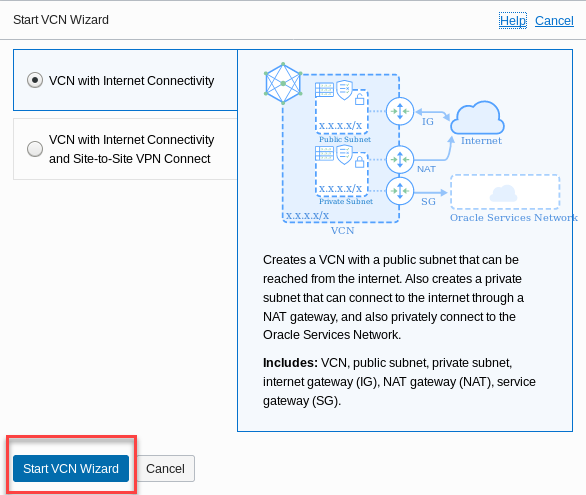 Start VCN Wizard
Help Cancel
VCN with Internet Connectivity
VCN with Internet Connectivity
and Site-to-Site VPN Connect
x.x.x.x/x
Public Subnet
IG
Internet
NAT
x.x.x.x/x
Private Subnet
SG
x.x.x.x/x
Oracle Services Network
VCN
Creates a VCN with a public subnet that can be
reached from the internet. Also creates a private
subnet that can connect to the internet through a
NAT gateway, and also privately connect to the
Oracle Services Network.
Includes: VCN, public subnet, private subnet,
internet gateway (IG), NAT gateway (NAT), service
gateway (SG).
Start VCN Wizard
Cancel